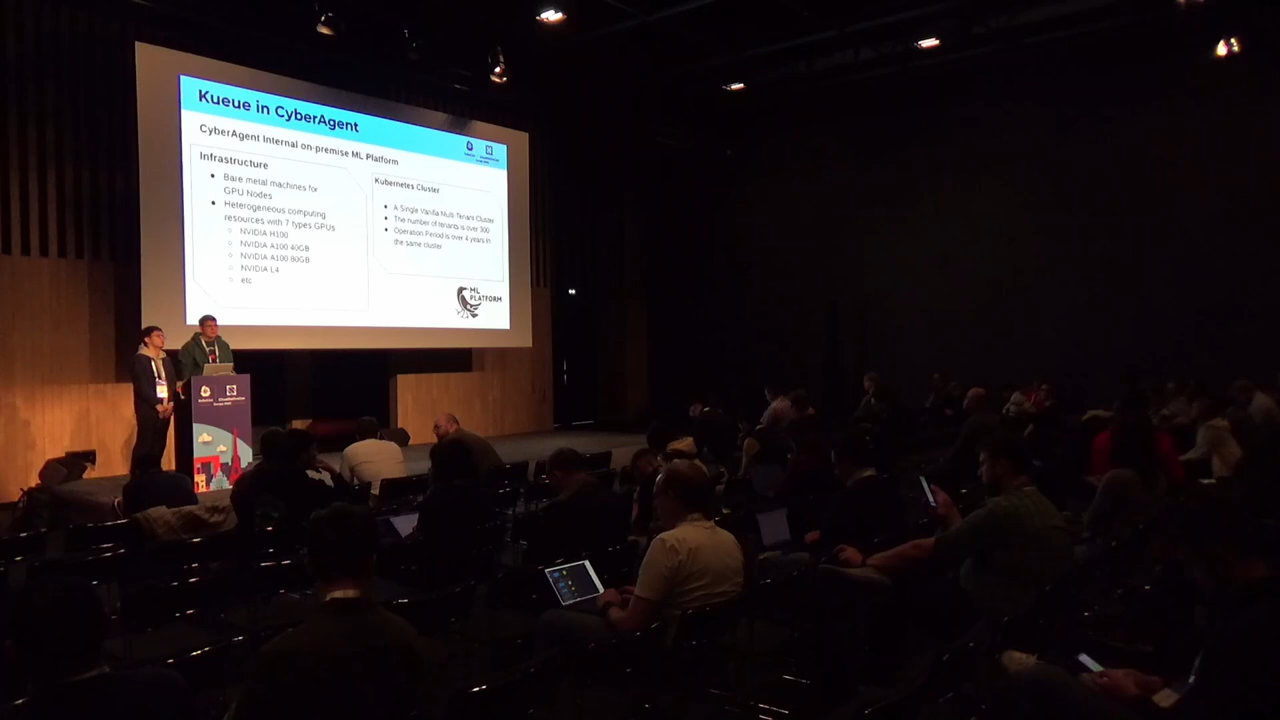 Kueue in CyberAgent
CyberAgent Internal on-premise ML Platform
Infrastructure
Bare metal machines for
GPU Nodes
Heterogeneous computing
resources with 7 types GPUs
NVIDIA H100
NVIDIA A100 40GB
NVIDIA A100 80GB
NVIDIA L4
etc
Kubernetes Cluster
A Single Vanilla Multi-Tenant Cluster
The number of tenants is over 300
Operation Period is over 4 years in
the same cluster
ML
PLATFORM